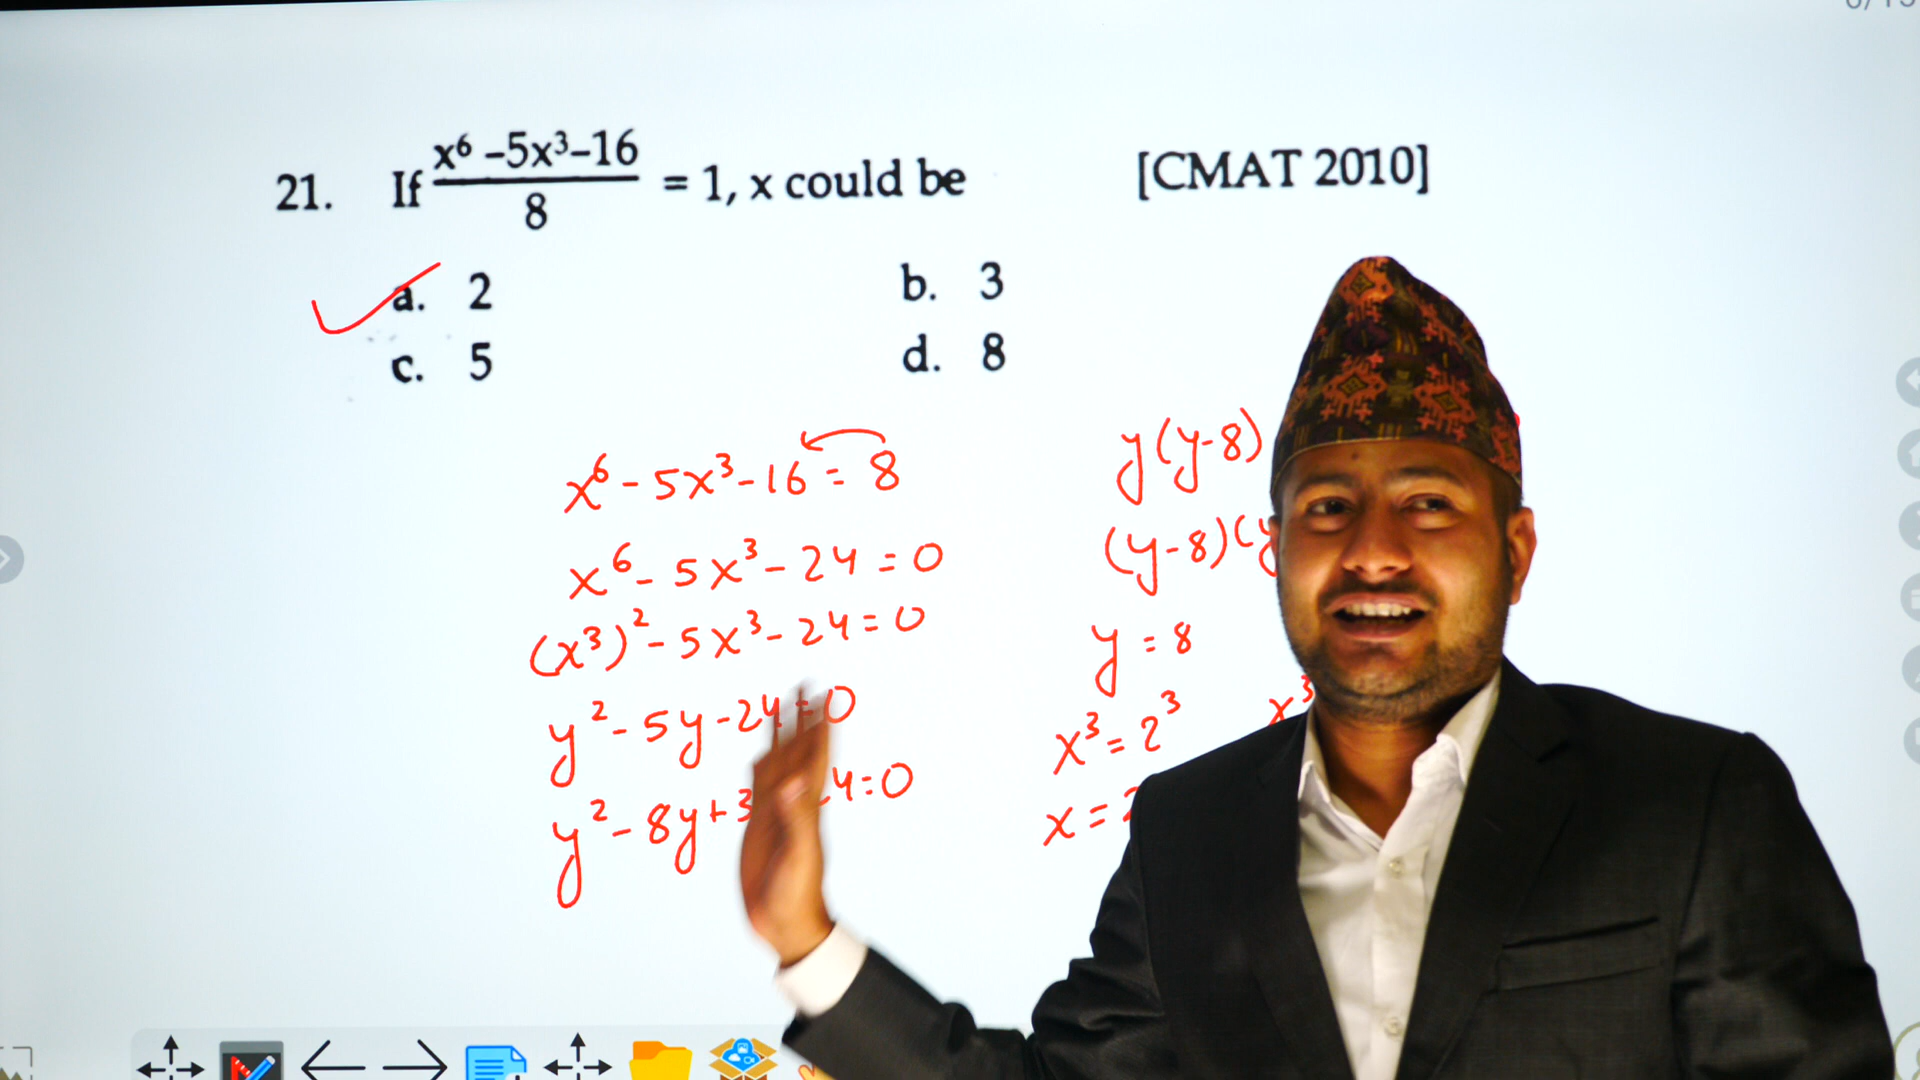 21. If x⁶ -5x³-16 / 8 = 1, x could be [CMAT 2010]
a. 2 b. 3
c. 5 d. 8
x⁶ - 5x³ - 16 = 8
x⁶ - 5x³ - 24 = 0
(x³)² - 5x³ - 24 = 0
y² - 5y - 24 = 0
y² - 8y + 3 4 = 0
y(y-8)
(y-8)(y
y = 8
x³ = 2³ x³
x = 2